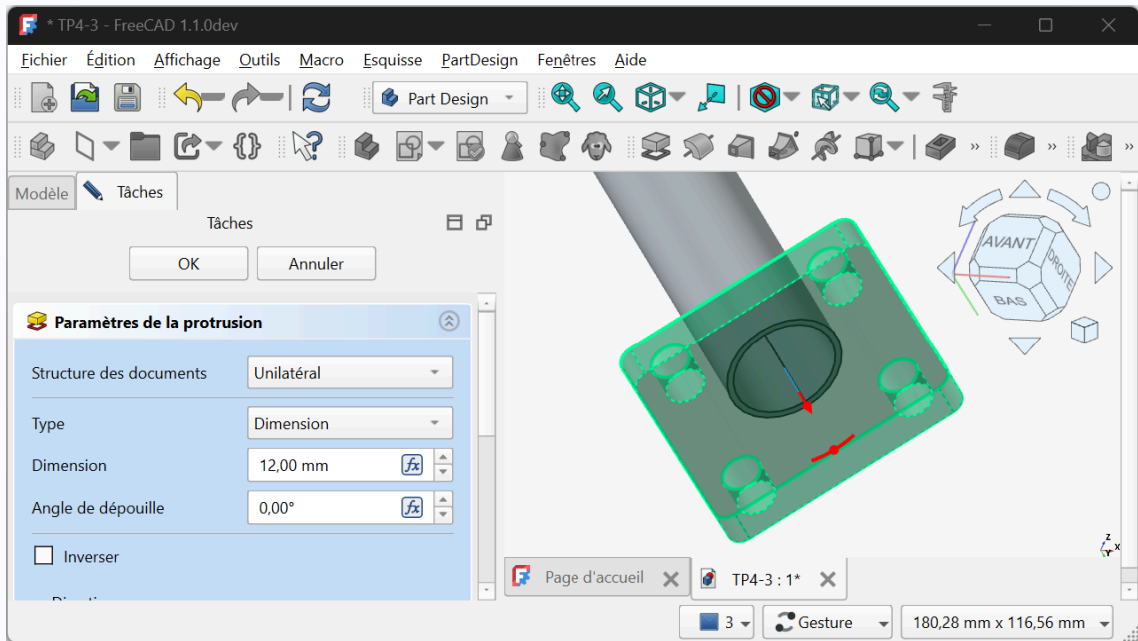 * TP4-3 - FreeCAD 1.1.0dev
Fichier Édition Affichage Outils Macro Esquisse PartDesign Fenêtres Aide
Part Design
Modèle Tâches
Tâches
OK Annuler
Paramètres de la protrusion
Structure des documents Unilatéral
Type Dimension
Dimension 12,00 mm fx
Angle de dépouille 0,00° fx
Inverser
AVANT
DROITE
BAS
Z
X
Y
Page d'accueil TP4-3 : 1*
3 Gesture 180,28 mm x 116,56 mm